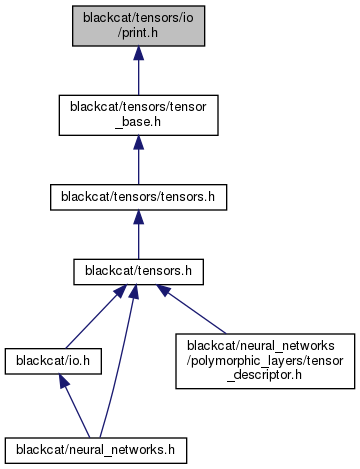 blackcat/tensors/io
/print.h
blackcat/tensors/tensor
_base.h
blackcat/tensors/tensors.h
blackcat/tensors.h
blackcat/io.h
blackcat/neural_networks
/polymorphic_layers/tensor
_descriptor.h
blackcat/neural_networks.h